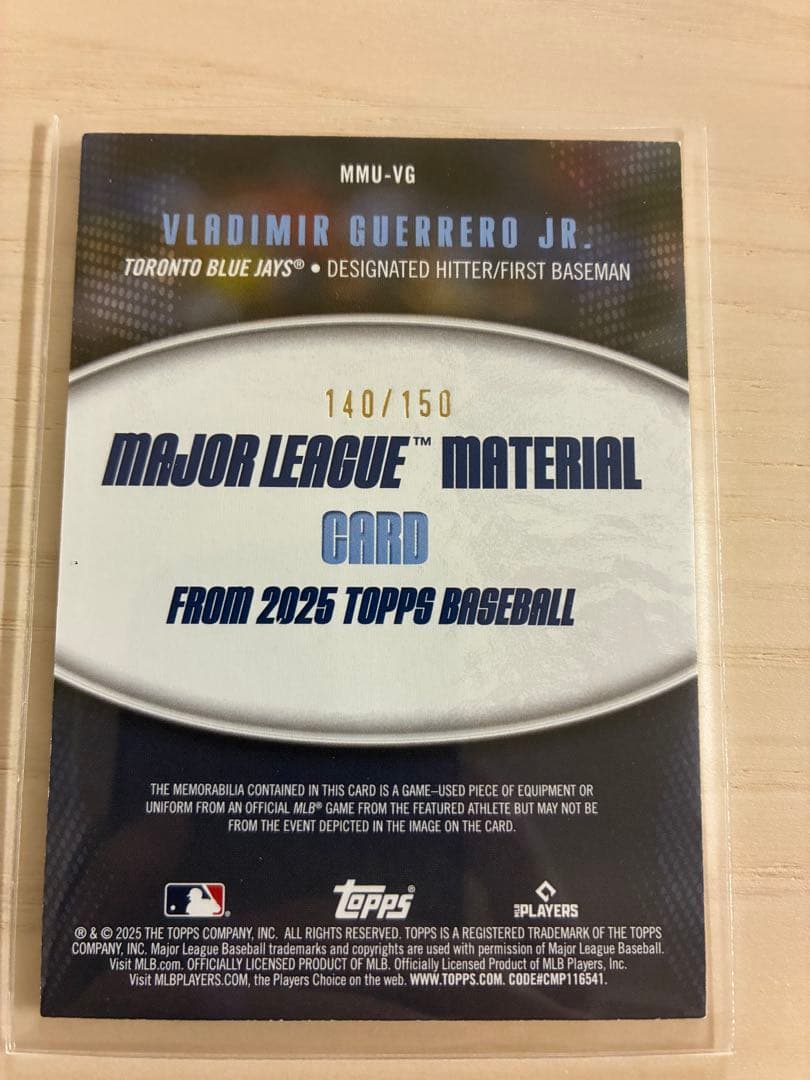 MMU-VG
VLADIMIR GUERRERO JR.
TORONTO BLUE JAYS® • DESIGNATED HITTER/FIRST BASEMAN
140/150
MAJOR LEAGUE™ MATERIAL
CARD
FROM 2025 TOPPS BASEBALL
THE MEMORABILIA CONTAINED IN THIS CARD IS A GAME-USED PIECE OF EQUIPMENT OR
UNIFORM FROM AN OFFICIAL MLB® GAME FROM THE FEATURED ATHLETE BUT MAY NOT BE
FROM THE EVENT DEPICTED IN THE IMAGE ON THE CARD.
Topps®
MLB PLAYERS
® & © 2025 THE TOPPS COMPANY, INC. ALL RIGHTS RESERVED. TOPPS IS A REGISTERED TRADEMARK OF THE TOPPS
COMPANY, INC. Major League Baseball trademarks and copyrights are used with permission of Major League Baseball.
Visit MLB.com. OFFICIALLY LICENSED PRODUCT OF MLB. Officially Licensed Product of MLB Players, Inc.
Visit MLBPLAYERS.COM, the Players Choice on the web. WWW.TOPPS.COM. CODE#CMP116541.